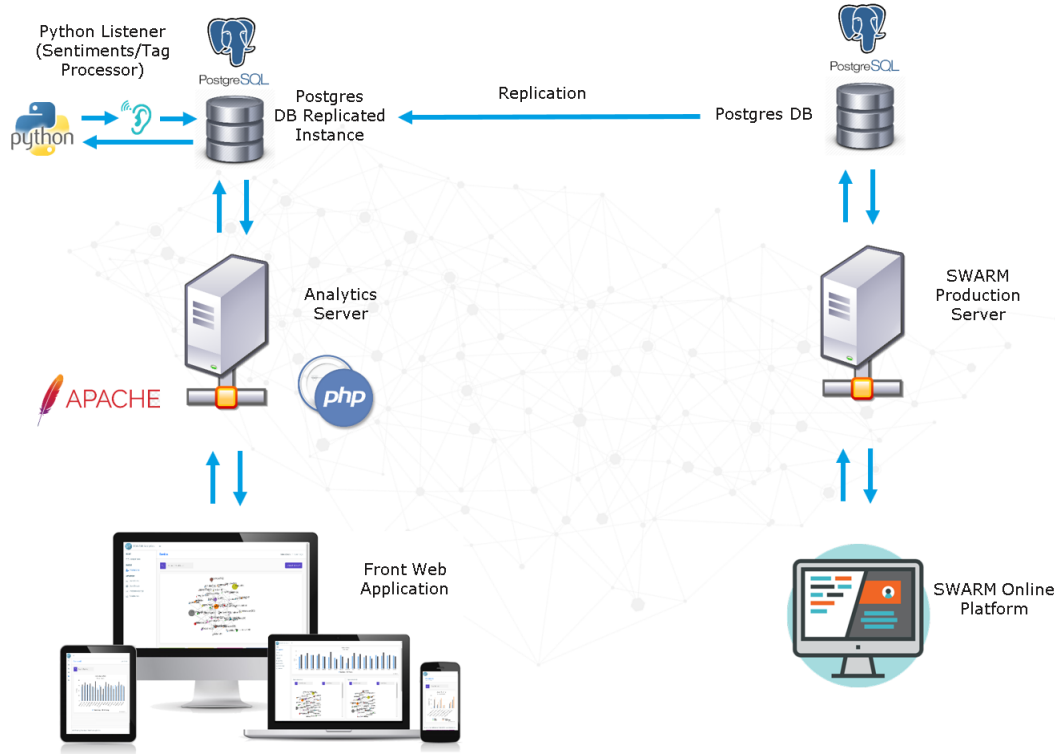 Python Listener
(Sentiments/Tag
Processor)
PostgreSQL
PostgreSQL
python
Postgres
DB Replicated
Instance
Replication
Postgres DB
Analytics
Server
SWARM
Production
Server
APACHE
php
Front Web
Application
SWARM Online
Platform